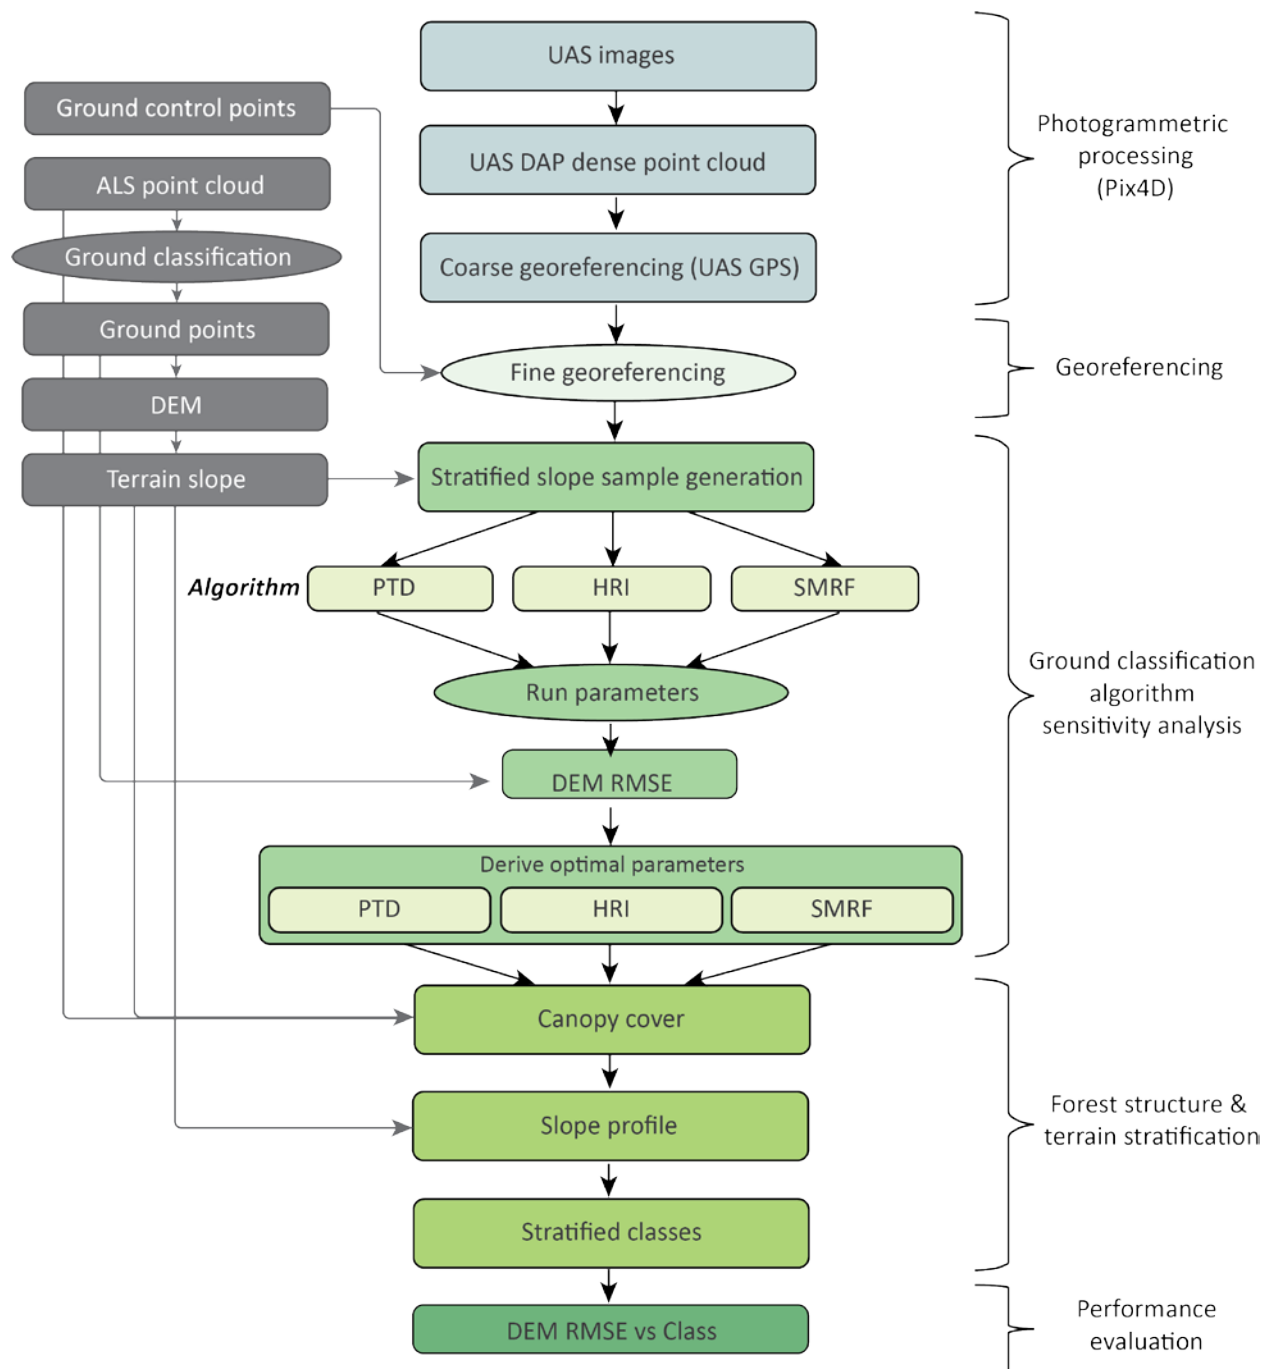 UAS images
Ground control points
UAS DAP dense point cloud
ALS point cloud
Ground classification
Coarse georeferencing (UAS GPS)
Ground points
Fine georeferencing
DEM
Terrain slope
Stratified slope sample generation
Algorithm
PTD
HRI
SMRF
Run parameters
DEM RMSE
Derive optimal parameters
PTD
HRI
SMRF
Canopy cover
Slope profile
Stratified classes
DEM RMSE vs Class
Photogrammetric
processing
(Pix4D)
Georeferencing
Ground classification
algorithm
sensitivity analysis
Forest structure &
terrain stratification
Performance
evaluation